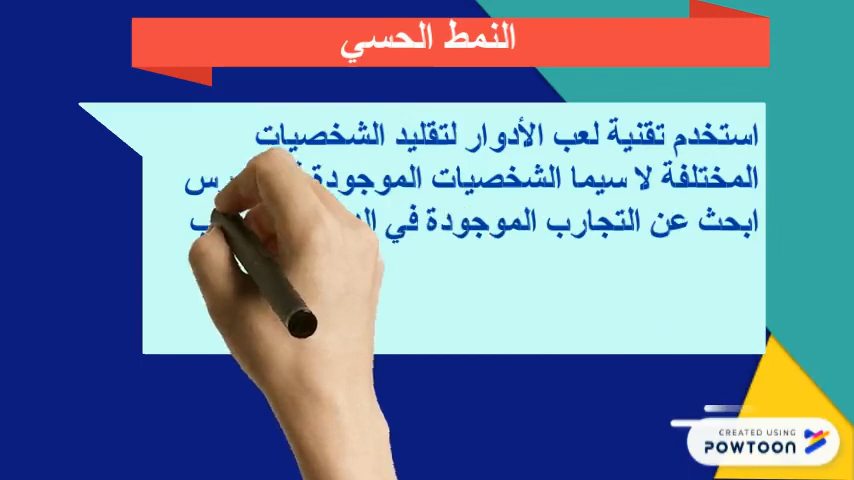 النمط الحسي
استخدم تقنية لعب الأدوار لتقليد الشخصيات
المختلفة لا سيما الشخصيات الموجودة
ابحث عن التجارب الموجودة في
CREATED USING
POWTOON